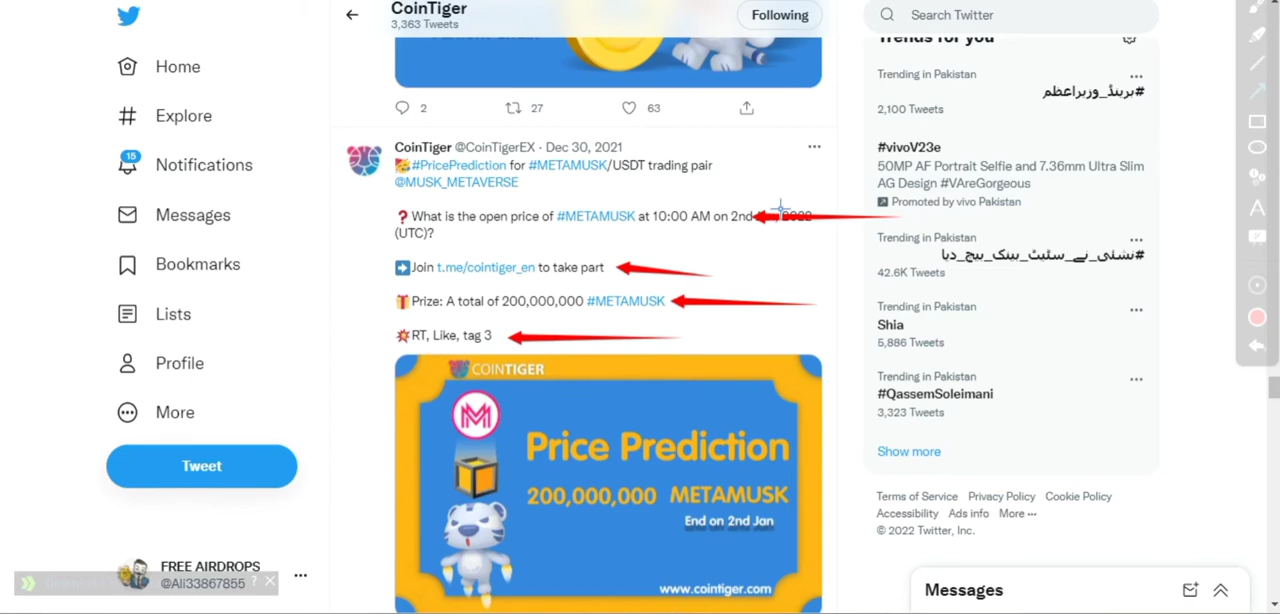 Home
Explore
15
Notifications
Messages
Bookmarks
Lists
Profile
More
Tweet
FREE AIRDROPS
@Ali33867855
?
CoinTiger
3,363 Tweets
Following
2
27
63
CoinTiger @CoinTigerEX · Dec 30, 2021
#PricePrediction for #METAMUSK/USDT trading pair
@MUSK_METAVERSE
What is the open price of #METAMUSK at 10:00 AM on 2nd 2022
(UTC)?
Join t.me/cointiger_en to take part
Prize: A total of 200,000,000 #METAMUSK
RT, Like, tag 3
COINTIGER
Price Prediction
200,000,000 METAMUSK
End on 2nd Jan
www.cointiger.com
Search Twitter
Trends for you
Trending in Pakistan
#بریںڈ_وزیراعظم
2,100 Tweets
#vivoV23e
50MP AF Portrait Selfie and 7.36mm Ultra Slim
AG Design #VAreGorgeous
Promoted by vivo Pakistan
Trending in Pakistan
#نشئی_نے_سٹیٹ_بینک_بیچ_دیا
42.6K Tweets
Trending in Pakistan
Shia
5,886 Tweets
Trending in Pakistan
#QassemSoleimani
3,323 Tweets
Show more
Terms of Service Privacy Policy Cookie Policy
Accessibility Ads info More
© 2022 Twitter, Inc.
Messages
A